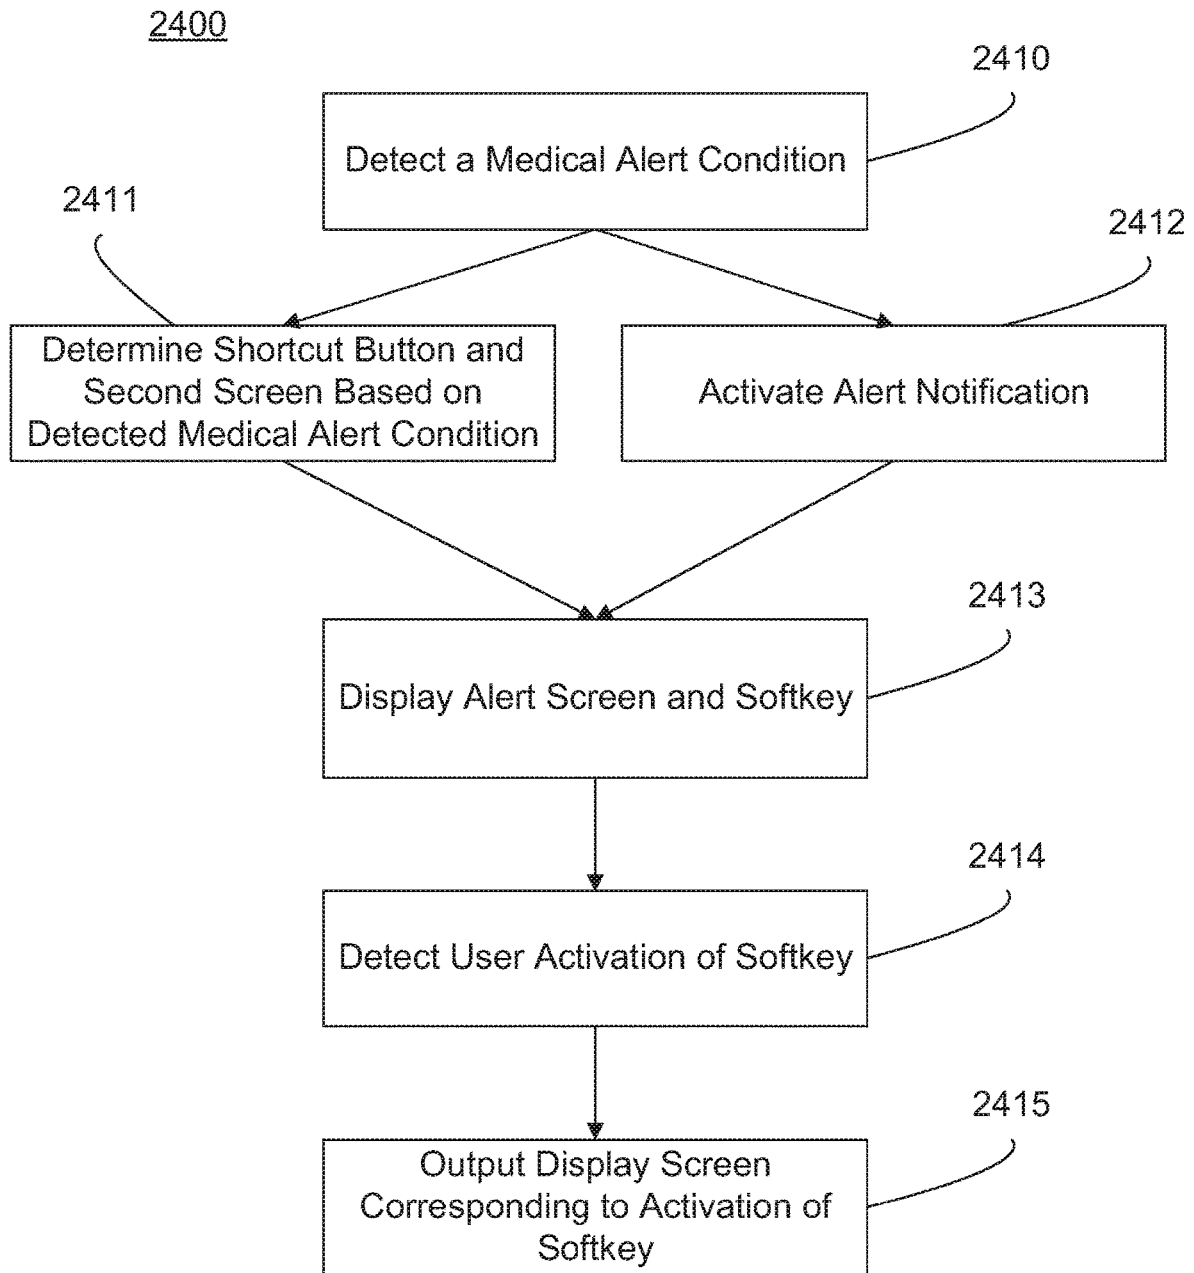 2400
2410
Detect a Medical Alert Condition
2411
2412
Determine Shortcut Button and
Second Screen Based on
Detected Medical Alert Condition
Activate Alert Notification
2413
Display Alert Screen and Softkey
2414
Detect User Activation of Softkey
2415
Output Display Screen
Corresponding to Activation of
Softkey